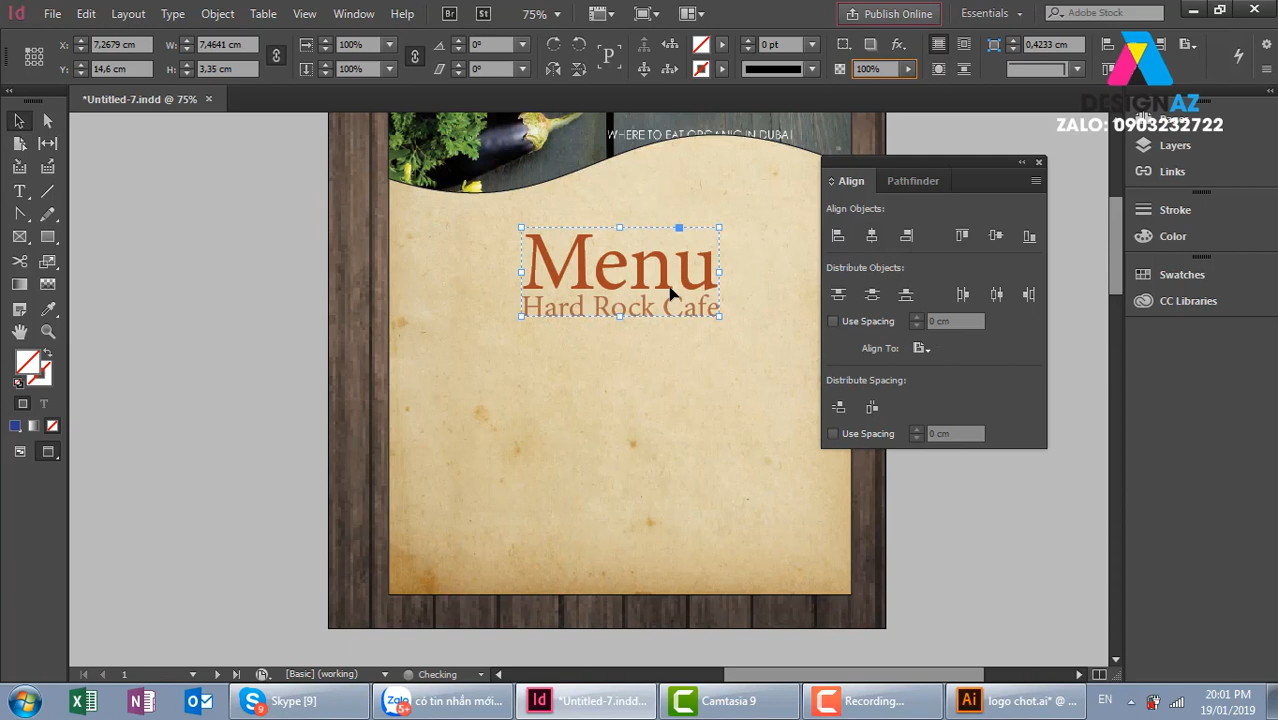 Id File Edit Layout Type Object Table View Window Help Br St 75% Publish Online Essentials Adobe Stock
X: 7,2679 cm W: 7,4641 cm 100% 0° P fx. 0 pt 0,4233 cm
Y: 14,6 cm H: 3,35 cm 100% 0° 100%
*Untitled-7.indd @ 75% ×
DESIGNAZ
ZALO: 0903232722
WHERE TO EAT ORGANIC IN DUBAI
Menu
Hard Rock Cafe
Align Pathfinder
Align Objects:
Distribute Objects:
Use Spacing 0 cm
Align To:
Distribute Spacing:
Use Spacing 0 cm
Layers
Links
Stroke
Color
Swatches
CC Libraries
T
T
1 [Basic] (working) Checking
Skype [9] có tin nhắn mới... *Untitled-7.indd... Camtasia 9 Recording... logo chot.ai* @ ... EN 20:01 PM
19/01/2019